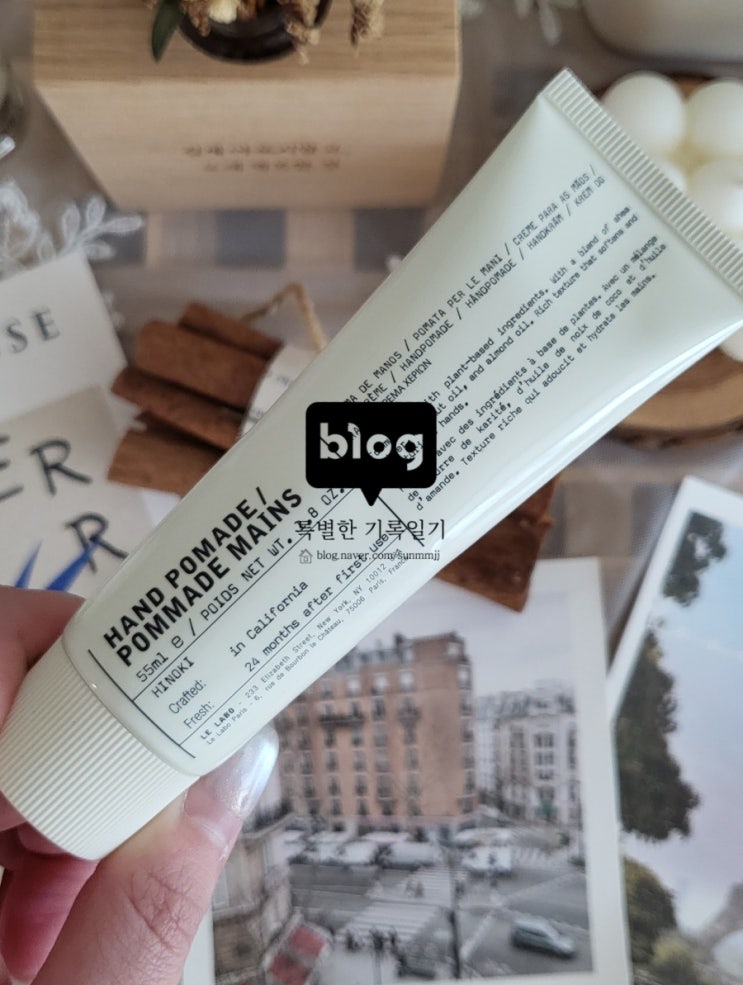 USE
ER
HAND POMADE /
POMMADE MAINS
55ml ℮ / POIDS NET WT. 8 OZ.
HINOKI
Crafted: in California
Fresh: 24 months after first use
LE LABO - 233 Elizabeth Street, New York, NY 10012
Le Labo Paris - 6, rue de Bourbon le Château, 75006 Paris, France
DE MANOS / POMATA PER LE MANI / CREME PARA AS MÃOS /
CRÈME / HANDPOMADE / HÅNDPOMADE / HANDKRÄM / KREM DO
plant-based ingredients, with a blend of shea
oil, and almond oil. Rich texture that softens and
hands.
avec des ingrédients à base de plantes. Avec un mélange
de beurre de karité, d'huile de noix de coco et d'huile
d'amande. Texture riche qui adoucit et hydrate les mains.
blog
특별한 기록일기
blog.naver.com/sunmmjj